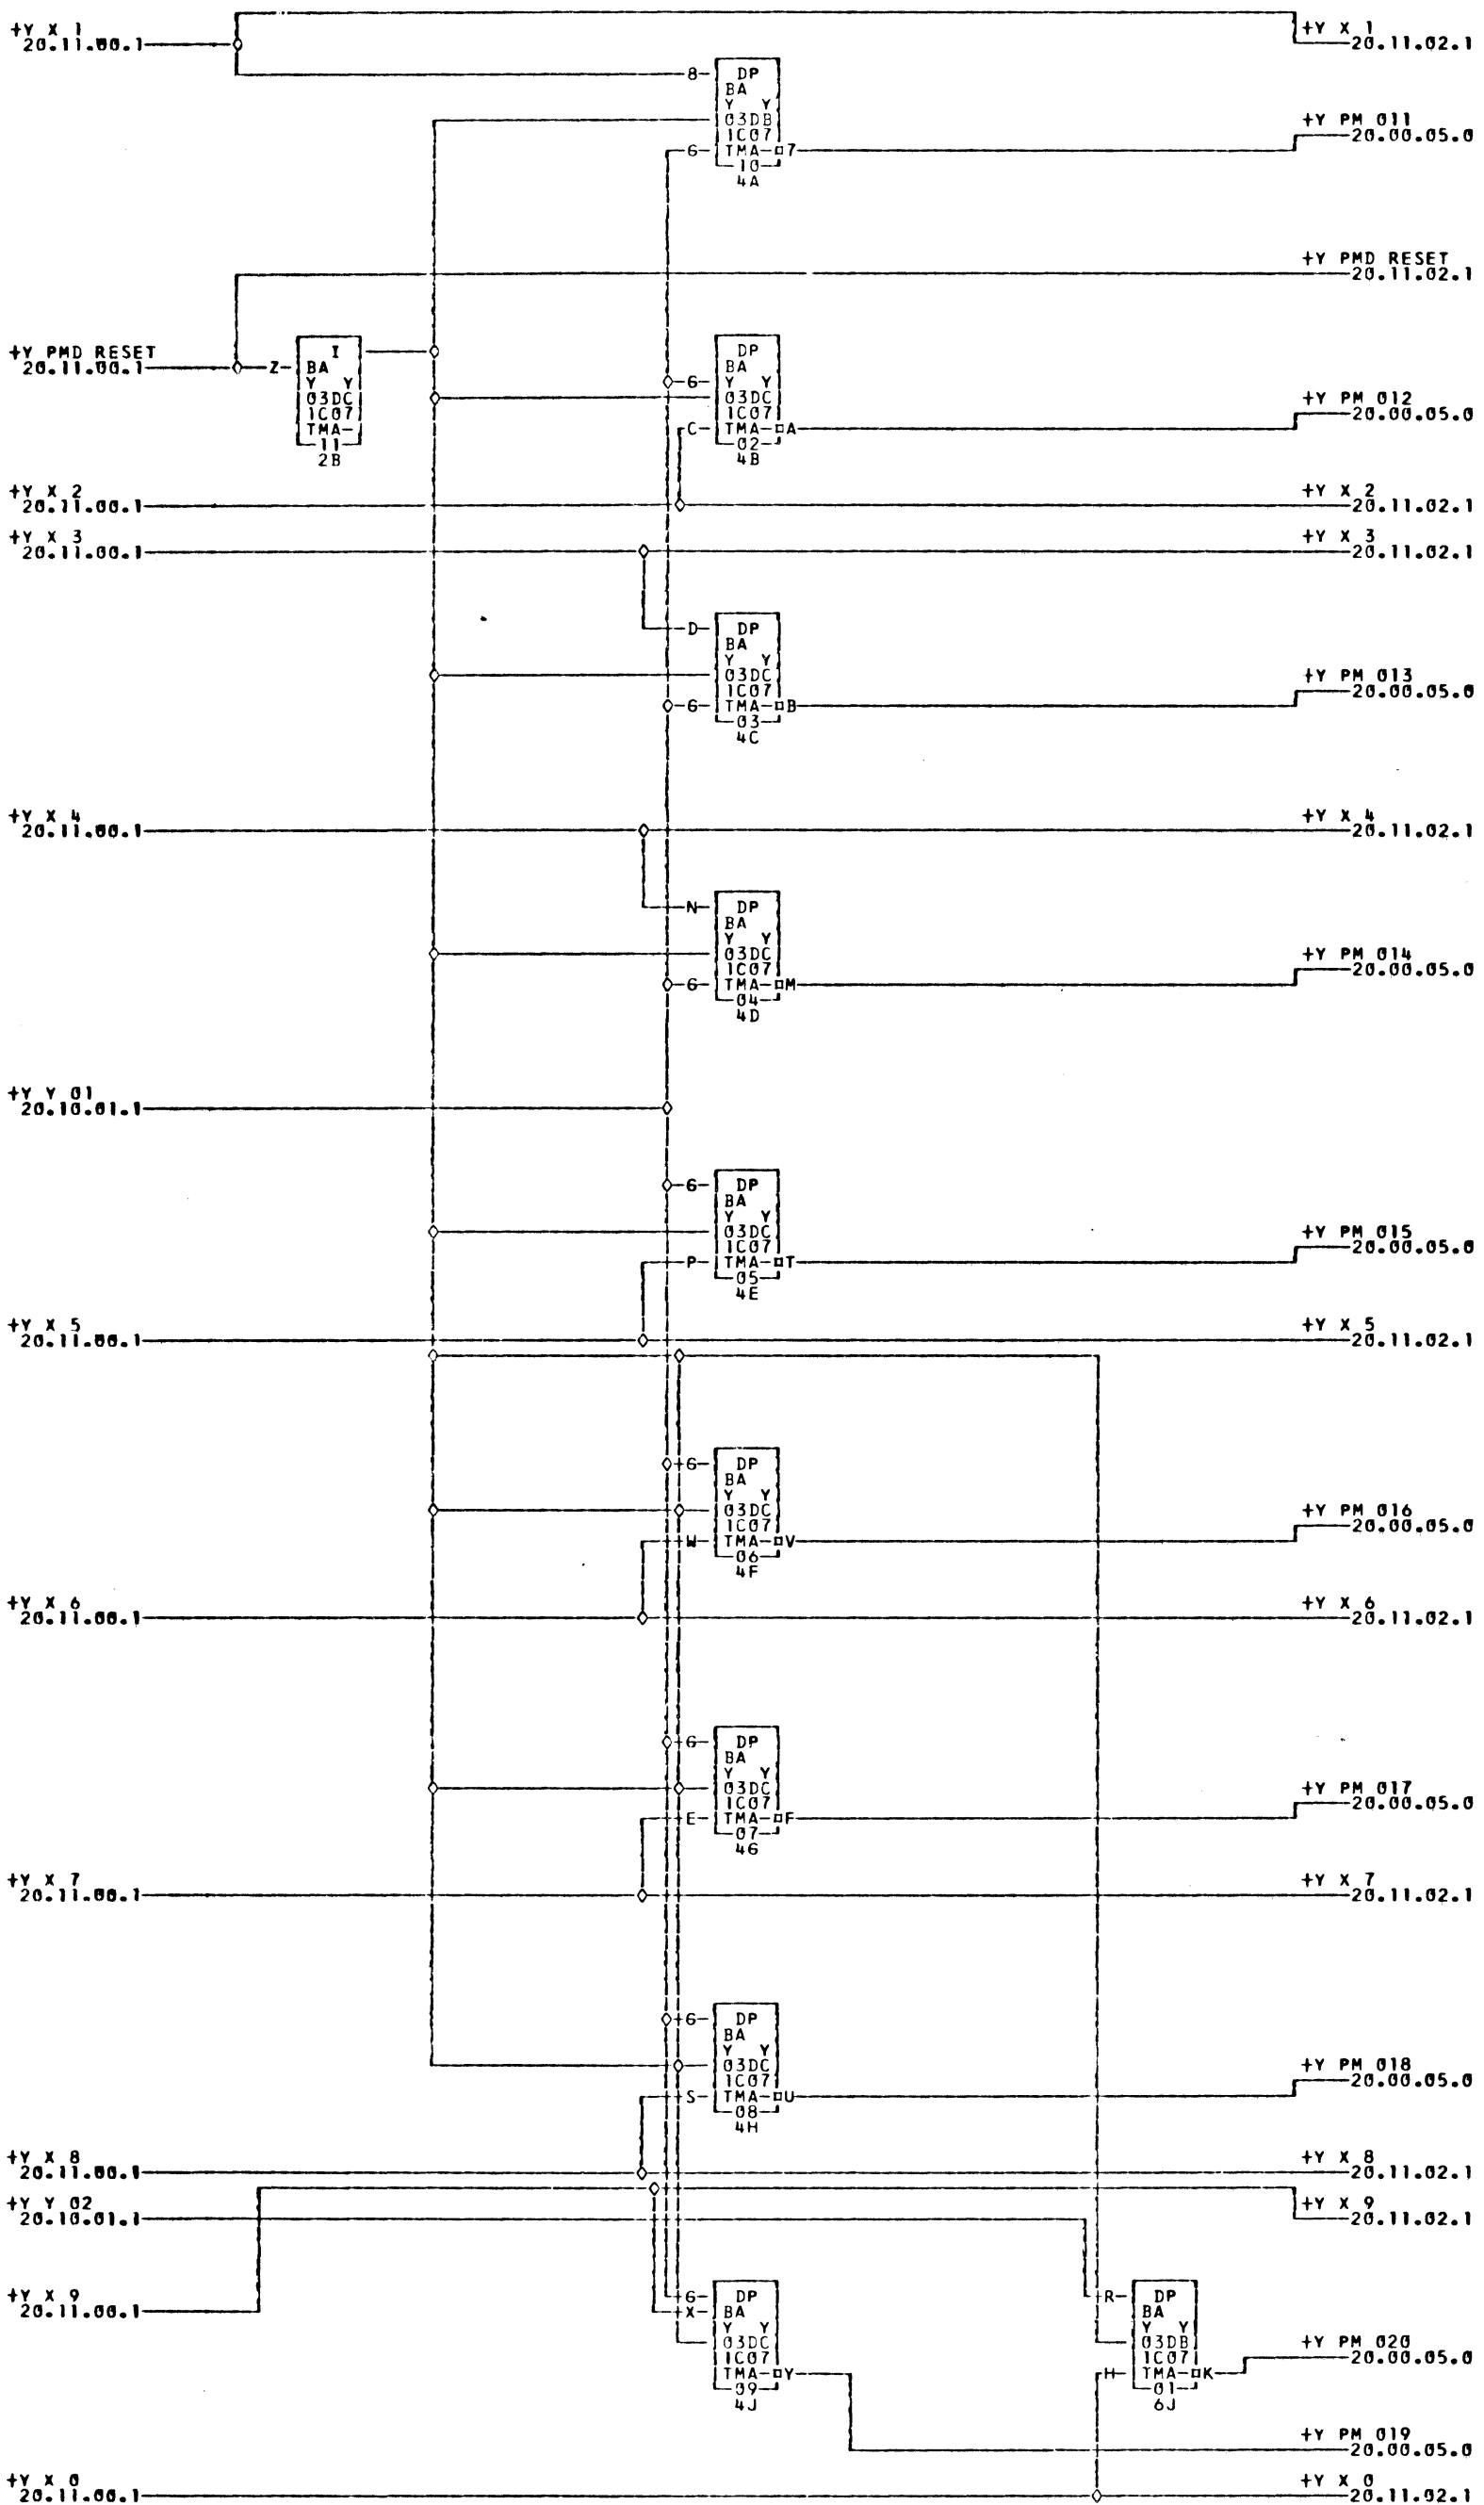 +Y X 1
20.11.00.1
+Y X 1
20.11.02.1
8
DP
BA
Y Y
03DB
1C07
6
TMA
7
10
4A
+Y PM 011
20.00.05.0
+Y PMD RESET
20.11.02.1
+Y PMD RESET
20.11.00.1
Z
I
BA
Y Y
03DC
1C07
TMA
11
2B
DP
BA
6
Y Y
03DC
1C07
C
TMA
A
02
4B
+Y PM 012
20.00.05.0
+Y X 2
20.11.00.1
+Y X 2
20.11.02.1
+Y X 3
20.11.00.1
+Y X 3
20.11.02.1
D
DP
BA
Y Y
03DC
1C07
6
TMA
B
03
4C
+Y PM 013
20.00.05.0
+Y X 4
20.11.00.1
+Y X 4
20.11.02.1
N
DP
BA
Y Y
03DC
1C07
6
TMA
M
04
4D
+Y PM 014
20.00.05.0
+Y Y 01
20.10.01.1
6
DP
BA
Y Y
03DC
1C07
P
TMA
T
05
4E
+Y PM 015
20.00.05.0
+Y X 5
20.11.00.1
+Y X 5
20.11.02.1
6
DP
BA
Y Y
03DC
1C07
W
TMA
V
06
4F
+Y PM 016
20.00.05.0
+Y X 6
20.11.00.1
+Y X 6
20.11.02.1
6
DP
BA
Y Y
03DC
1C07
E
TMA
F
07
4G
+Y PM 017
20.00.05.0
+Y X 7
20.11.00.1
+Y X 7
20.11.02.1
6
DP
BA
Y Y
03DC
1C07
S
TMA
U
08
4H
+Y PM 018
20.00.05.0
+Y X 8
20.11.00.1
+Y X 8
20.11.02.1
+Y Y 02
20.10.01.1
+Y X 9
20.11.02.1
+Y X 9
20.11.00.1
6
DP
X
BA
Y Y
03DC
1C07
TMA
Y
09
4J
R
DP
BA
Y Y
03DB
1C07
H
TMA
K
01
6J
+Y PM 020
20.00.05.0
+Y PM 019
20.00.05.0
+Y X 0
20.11.00.1
+Y X 0
20.11.02.1